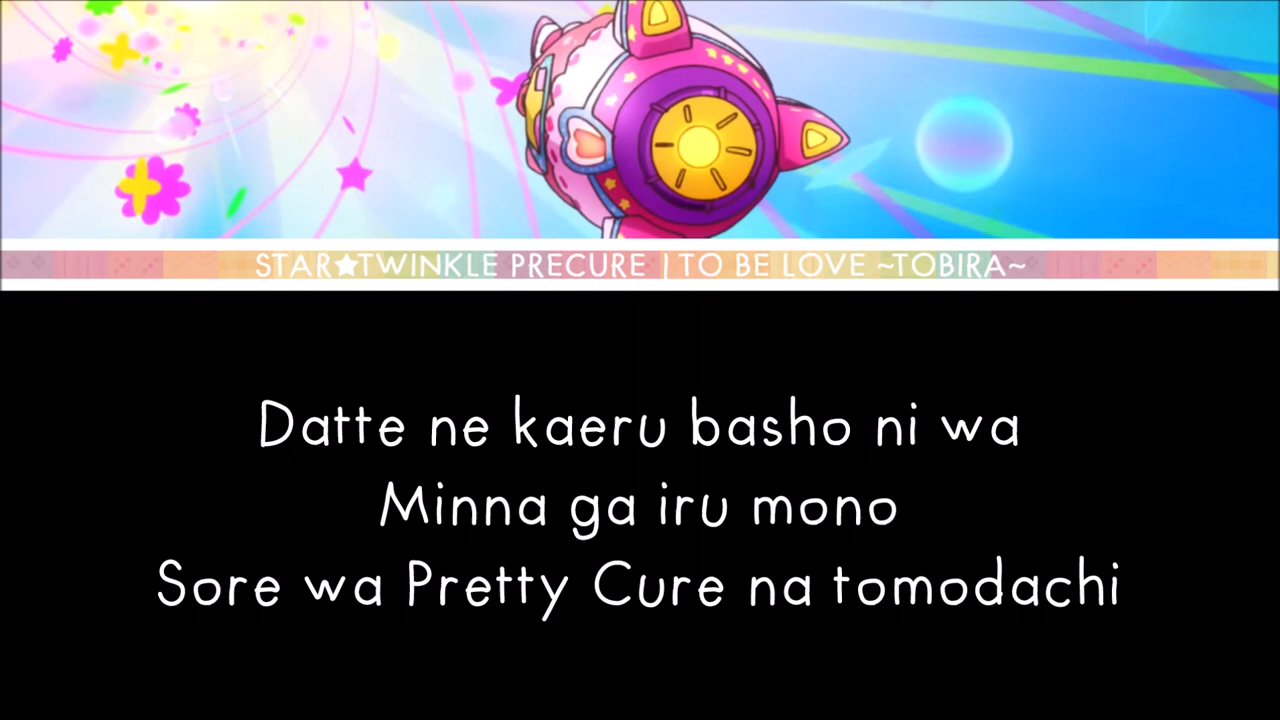 STAR★TWINKLE PRECURE | TO BE LOVE ~TOBIRA~
Datte ne kaeru basho ni wa
Minna ga iru mono
Sore wa Pretty Cure na tomodachi